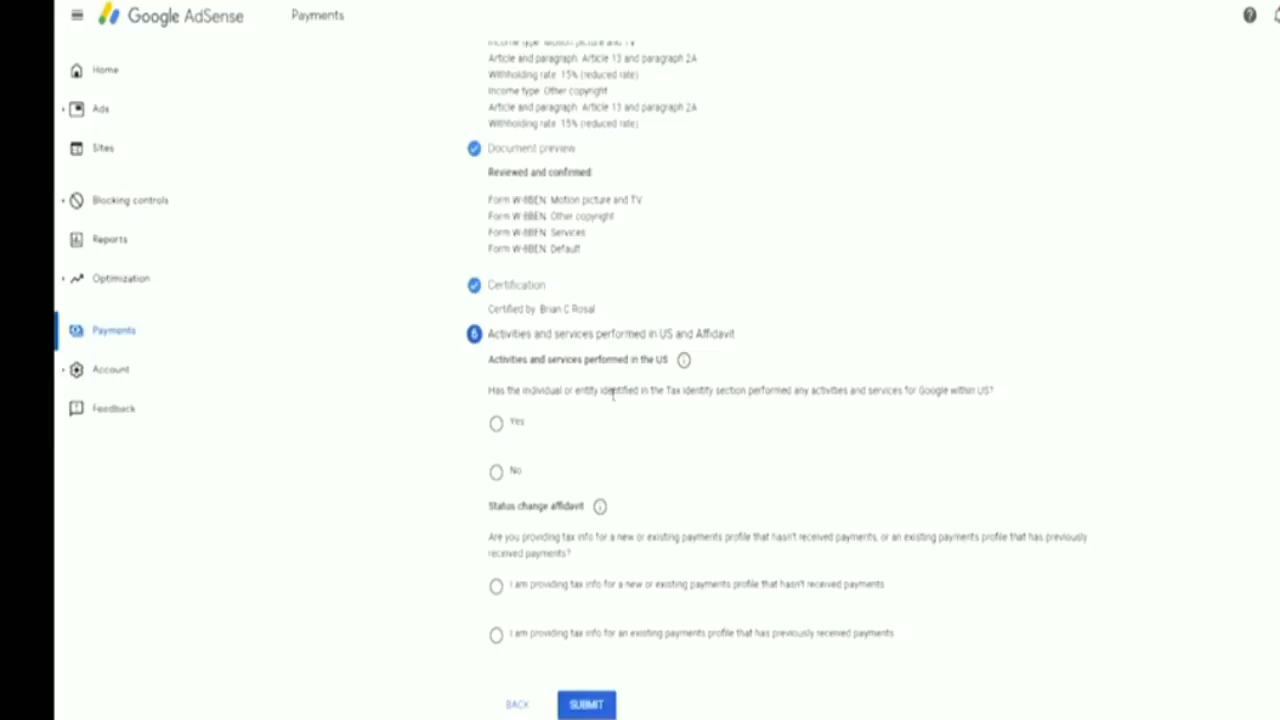 Google AdSense
Payments
Home
Ads
Sites
Blocking controls
Reports
Optimization
Payments
Account
Feedback
Income type: Motion picture and TV
Article and paragraph: Article 13 and paragraph 2A
Withholding rate: 15% (reduced rate)
Income type: Other copyright
Article and paragraph: Article 13 and paragraph 2A
Withholding rate: 15% (reduced rate)
Document preview
Reviewed and confirmed
Form W-8BEN: Motion picture and TV
Form W-8BEN: Other copyright
Form W-8BEN: Services
Form W-8BEN: Default
Certification
Certified by: Brian C Rosal
6 Activities and services performed in US and Affidavit
Activities and services performed in the US
Has the individual or entity identified in the Tax identity section performed any activities and services for Google within US?
Yes
No
Status change affidavit
Are you providing tax info for a new or existing payments profile that hasn't received payments, or an existing payments profile that has previously
received payments?
I am providing tax info for a new or existing payments profile that hasn't received payments
I am providing tax info for an existing payments profile that has previously received payments
BACK
SUBMIT